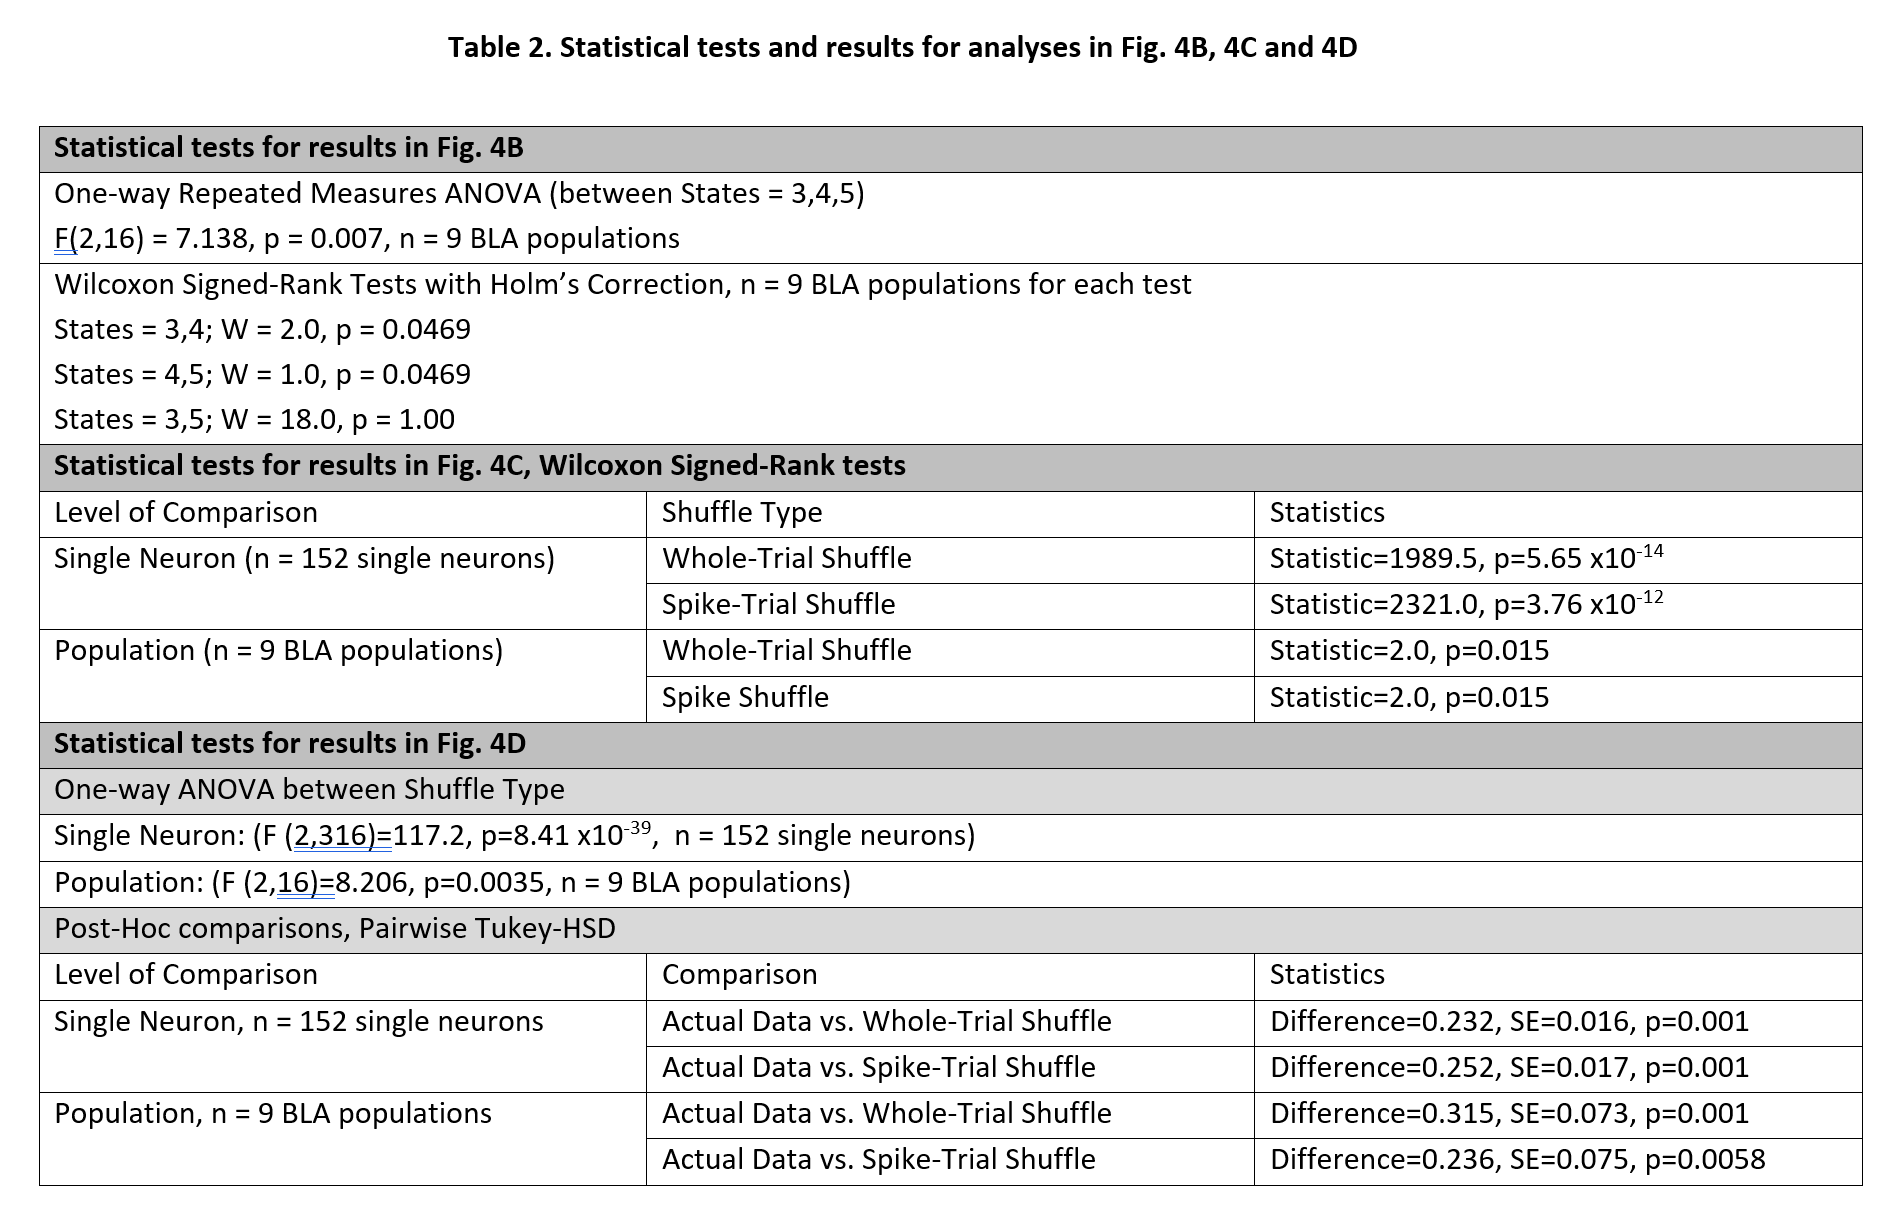 Table 2. Statistical tests and results for analyses in Fig. 4B, 4C and 4D
Statistical tests for results in Fig. 4B
One-way Repeated Measures ANOVA (between States = 3,4,5)
F(2,16) = 7.138, p = 0.007, n = 9 BLA populations
Wilcoxon Signed-Rank Tests with Holm’s Correction, n = 9 BLA populations for each test
States = 3,4; W = 2.0, p = 0.0469
States = 4,5; W = 1.0, p = 0.0469
States = 3,5; W = 18.0, p = 1.00
Statistical tests for results in Fig. 4C, Wilcoxon Signed-Rank tests
Level of Comparison Shuffle Type Statistics
Single Neuron (n = 152 single neurons) Whole-Trial Shuffle Statistic=1989.5, p=5.65 x10⁻¹⁴
Spike-Trial Shuffle Statistic=2321.0, p=3.76 x10⁻¹²
Population (n = 9 BLA populations) Whole-Trial Shuffle Statistic=2.0, p=0.015
Spike Shuffle Statistic=2.0, p=0.015
Statistical tests for results in Fig. 4D
One-way ANOVA between Shuffle Type
Single Neuron: (F (2,316)=117.2, p=8.41 x10⁻³⁹, n = 152 single neurons)
Population: (F (2,16)=8.206, p=0.0035, n = 9 BLA populations)
Post-Hoc comparisons, Pairwise Tukey-HSD
Level of Comparison Comparison Statistics
Single Neuron, n = 152 single neurons Actual Data vs. Whole-Trial Shuffle Difference=0.232, SE=0.016, p=0.001
Actual Data vs. Spike-Trial Shuffle Difference=0.252, SE=0.017, p=0.001
Population, n = 9 BLA populations Actual Data vs. Whole-Trial Shuffle Difference=0.315, SE=0.073, p=0.001
Actual Data vs. Spike-Trial Shuffle Difference=0.236, SE=0.075, p=0.0058